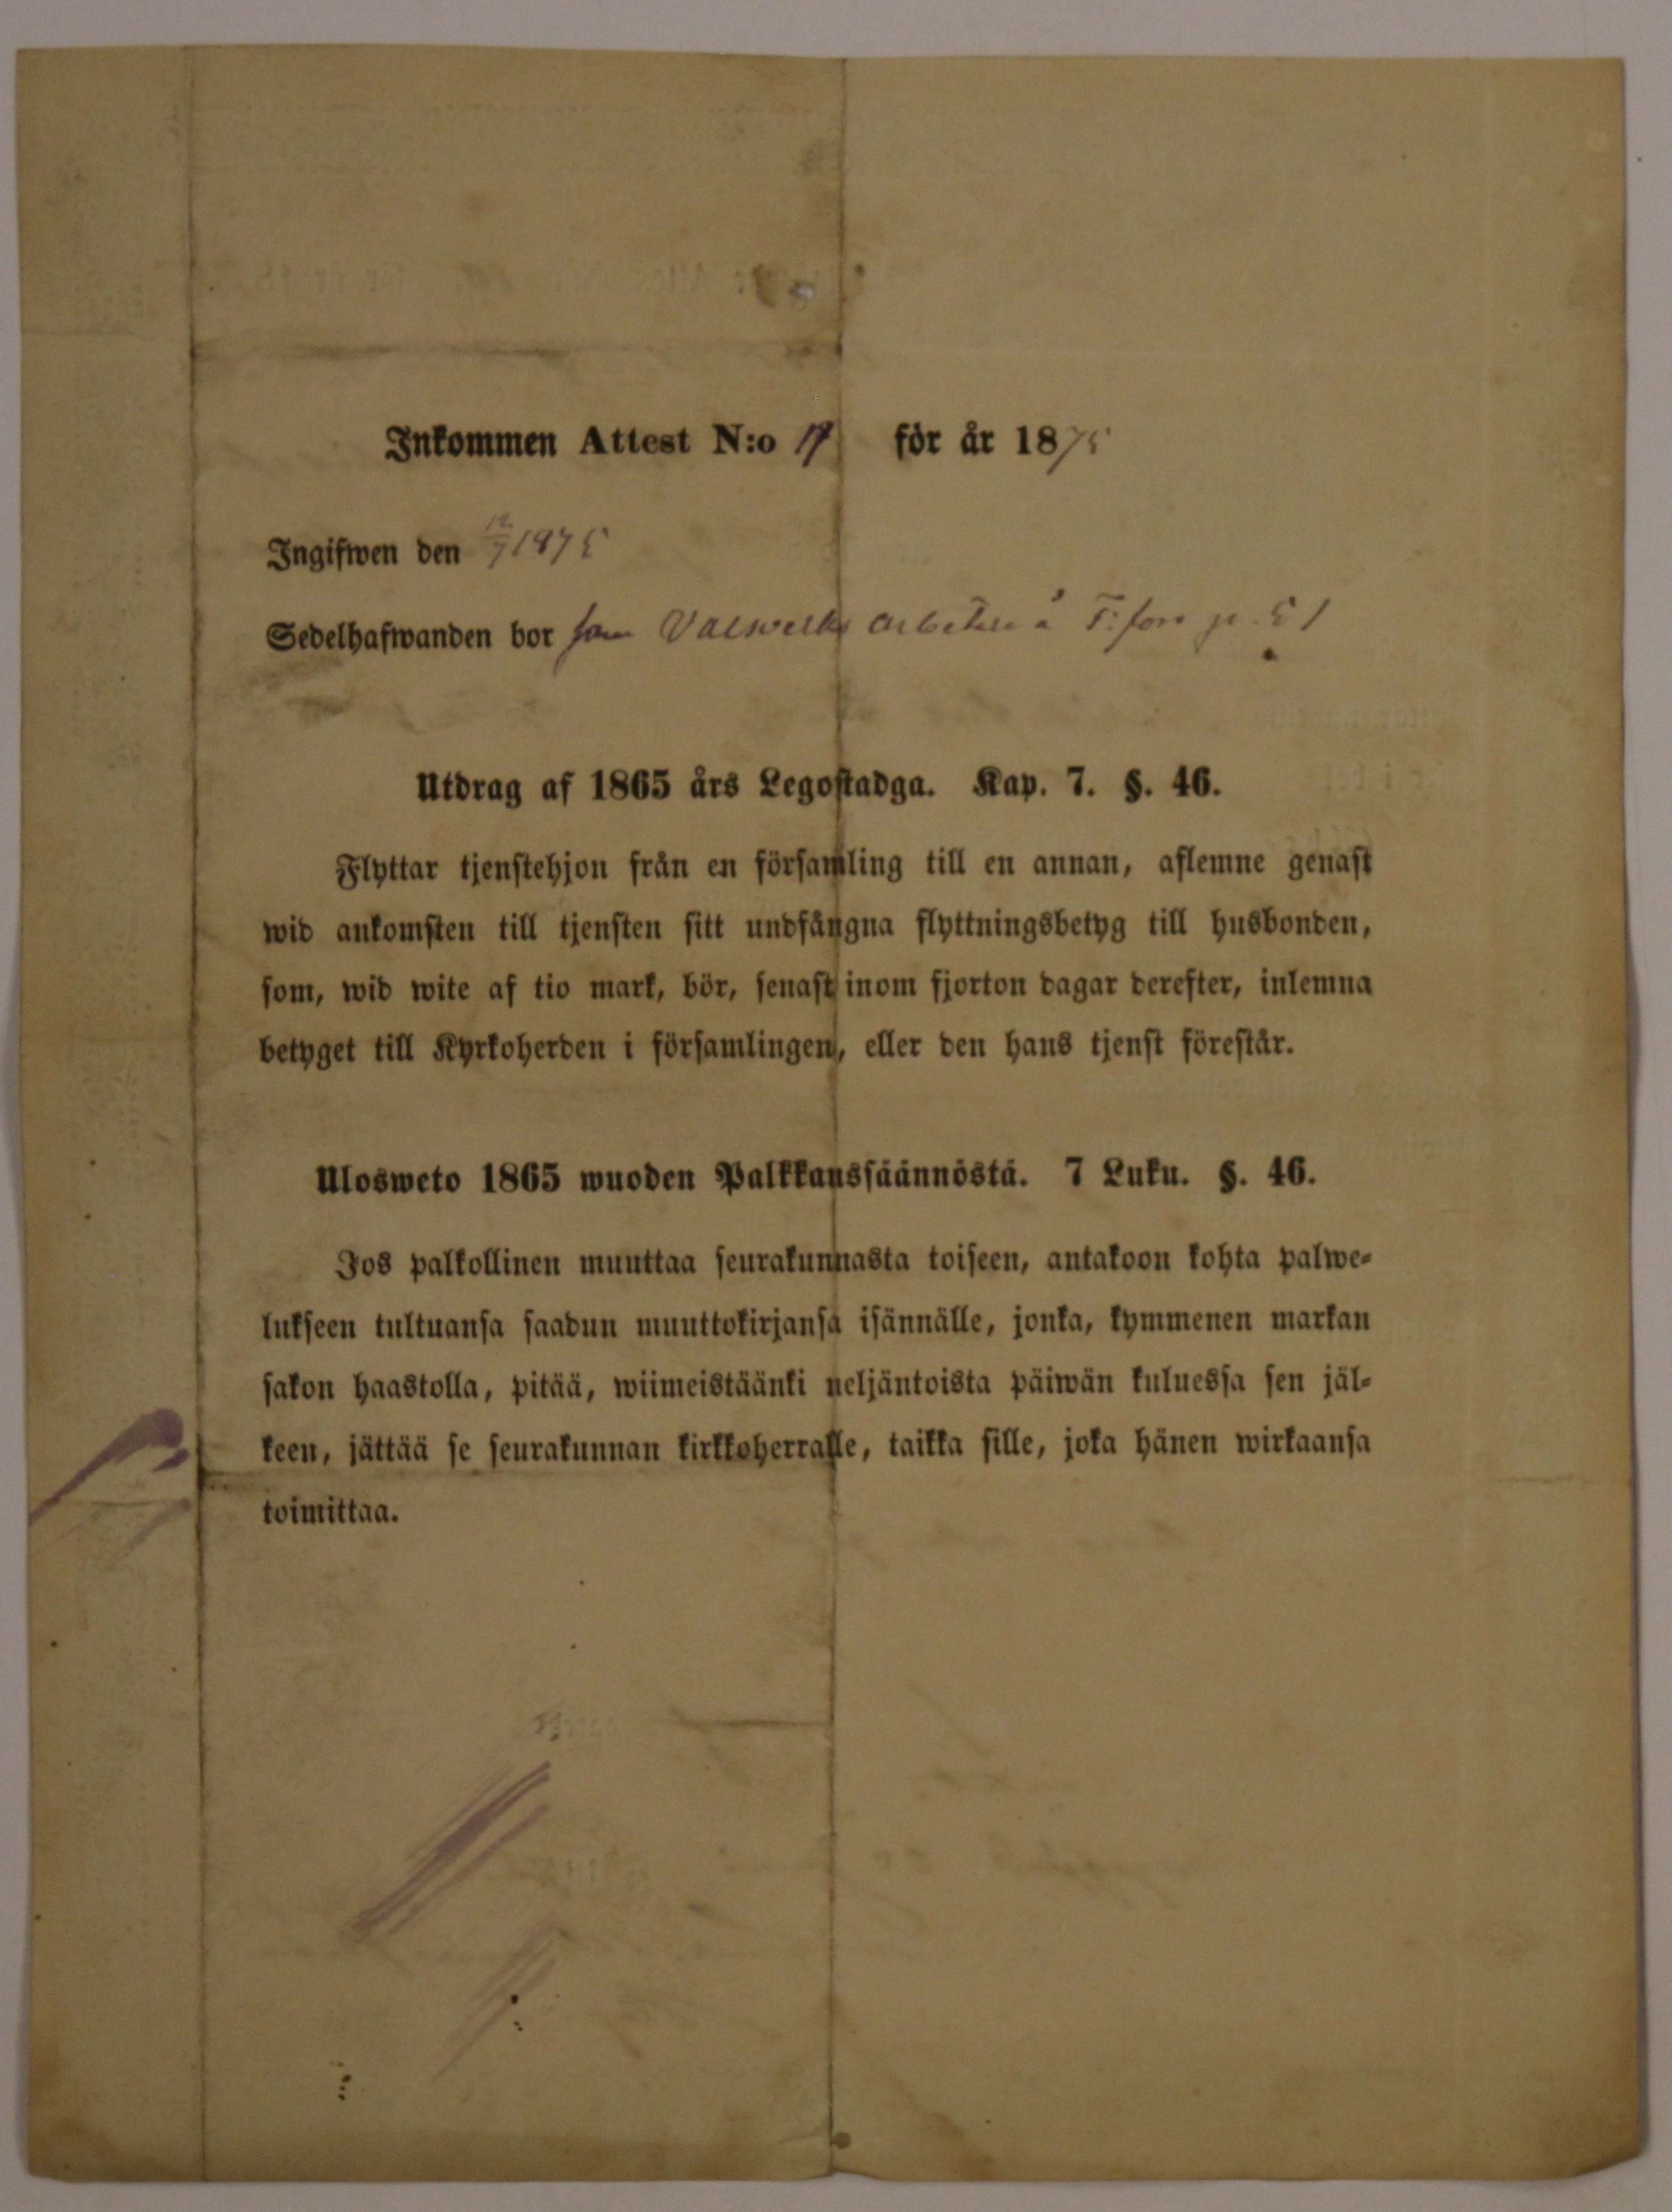 Inkommen Attest N:o 17 för år 1875
Ingifwen den 12/7 1875
Sedelhafwanden bor som Valsverks arbetare å F:fors p. 51
Utdrag af 1865 års Legostadga. Kap. 7. §. 46.
Flyttar tjenstehjon från en församling till en annan, aflemne genast
wid ankomsten till tjensten sitt undfångna flyttningsbetyg till husbonden,
som, wid wite af tio mark, bör, senast inom fjorton dagar derefter, inlemna
betyget till Kyrkoherden i församlingen, eller den hans tjenst förestår.
Ulosweto 1865 wuoden Palkkaussäännöstä. 7 Luku. §. 46.
Jos palkollinen muuttaa seurakunnasta toiseen, antakoon kohta palwe-
lukseen tultuansa saadun muuttokirjansa isännälle, jonka, kymmenen markan
sakon haastolla, pitää, wiimeistäänki neljäntoista päiwän kuluessa sen jäl-
keen, jättää se seurakunnan kirkkoherralle, taikka sille, joka hänen wirkaansa
toimittaa.